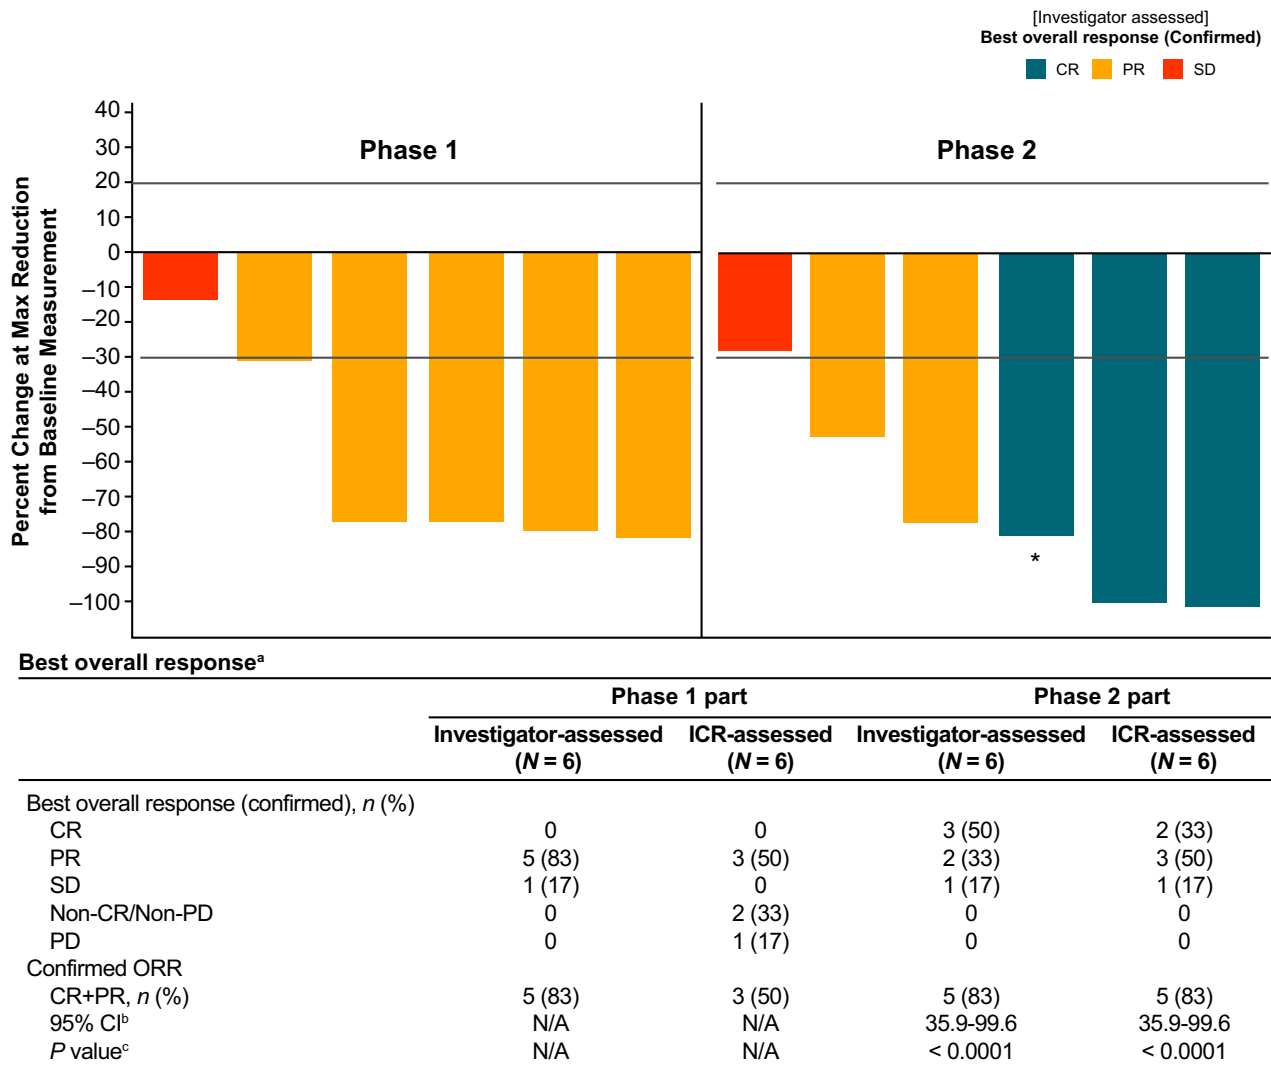 [Investigator assessed]
Best overall response (Confirmed)
CR PR SD
Percent Change at Max Reduction
from Baseline Measurement
40
30
20
10
0
–10
–20
–30
–40
–50
–60
–70
–80
–90
–100
Phase 1
Phase 2
*
Best overall responseᵃ
Phase 1 part Phase 2 part
Investigator-assessed ICR-assessed Investigator-assessed ICR-assessed
(N = 6) (N = 6) (N = 6) (N = 6)
Best overall response (confirmed), n (%)
CR 0 0 3 (50) 2 (33)
PR 5 (83) 3 (50) 2 (33) 3 (50)
SD 1 (17) 0 1 (17) 1 (17)
Non-CR/Non-PD 0 2 (33) 0 0
PD 0 1 (17) 0 0
Confirmed ORR
CR+PR, n (%) 5 (83) 3 (50) 5 (83) 5 (83)
95% CIᵇ N/A N/A 35.9-99.6 35.9-99.6
P valueᶜ N/A N/A < 0.0001 < 0.0001